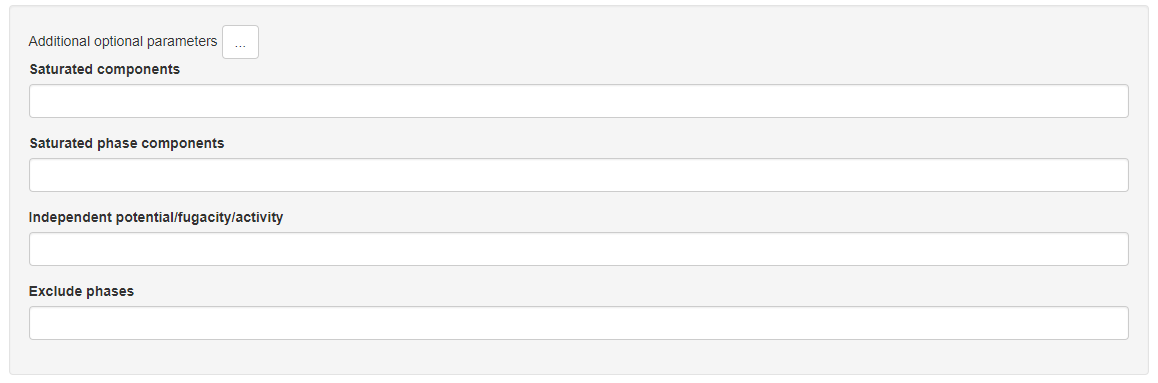 Additional optional parameters ...
Saturated components
Saturated phase components
Independent potential/fugacity/activity
Exclude phases